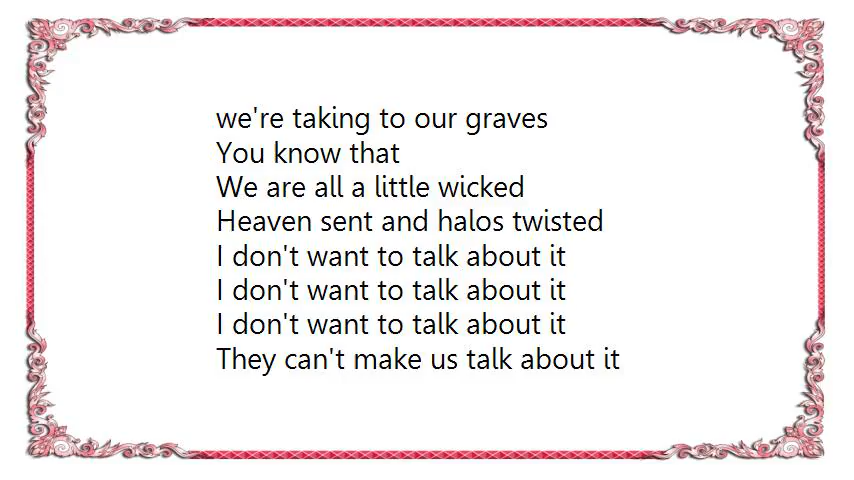 we're taking to our graves
You know that
We are all a little wicked
Heaven sent and halos twisted
I don't want to talk about it
I don't want to talk about it
I don't want to talk about it
They can't make us talk about it